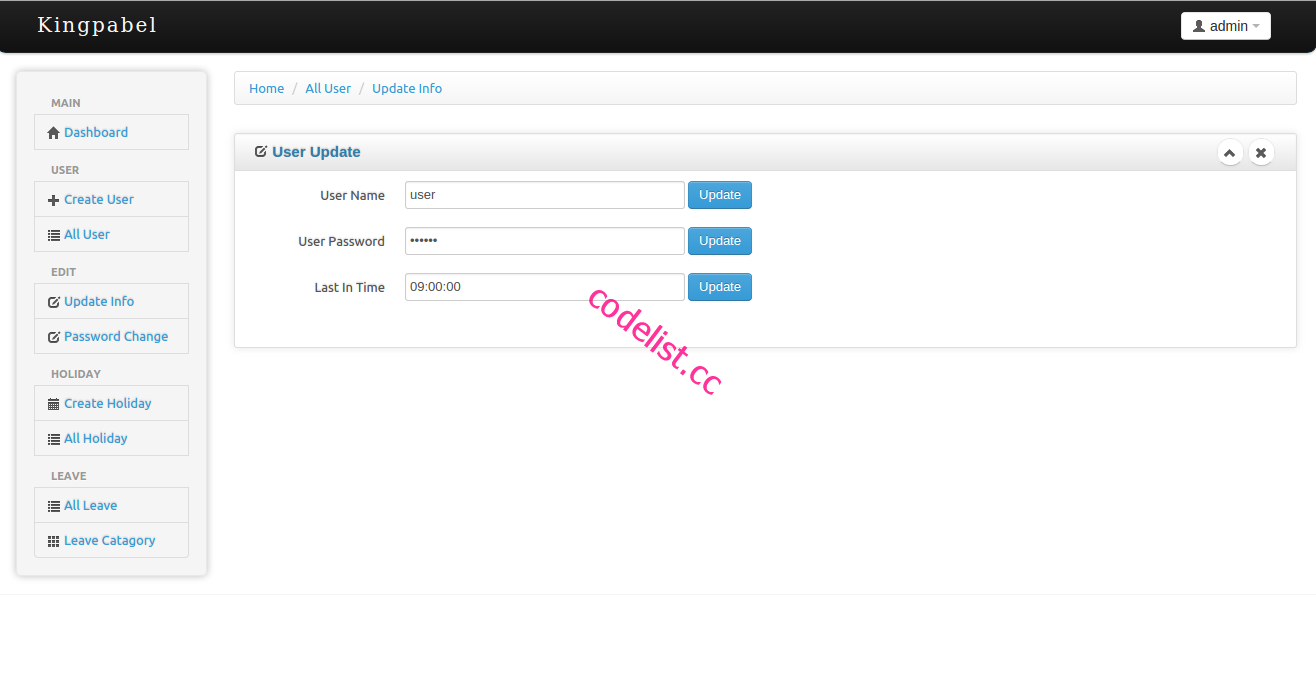 Kingpabel
admin
MAIN
Dashboard
USER
Create User
All User
EDIT
Update Info
Password Change
HOLIDAY
Create Holiday
All Holiday
LEAVE
All Leave
Leave Catagory
Home / All User / Update Info
User Update
User Name user Update
User Password •••••• Update
Last In Time 09:00:00 Update
codelist.cc